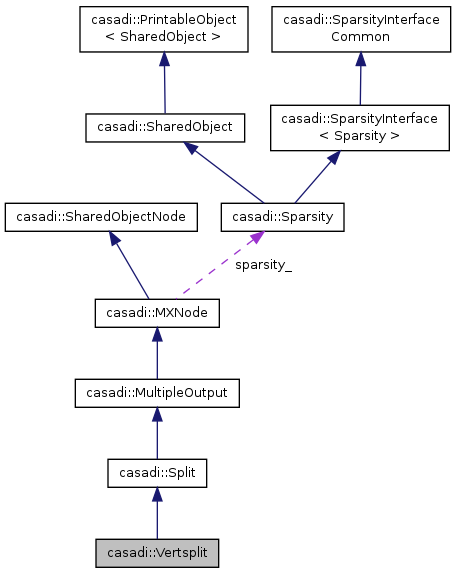 casadi::PrintableObject
< SharedObject >
casadi::SparsityInterface
Common
casadi::SharedObject
casadi::SparsityInterface
< Sparsity >
casadi::SharedObjectNode
casadi::Sparsity
sparsity_
casadi::MXNode
casadi::MultipleOutput
casadi::Split
casadi::Vertsplit